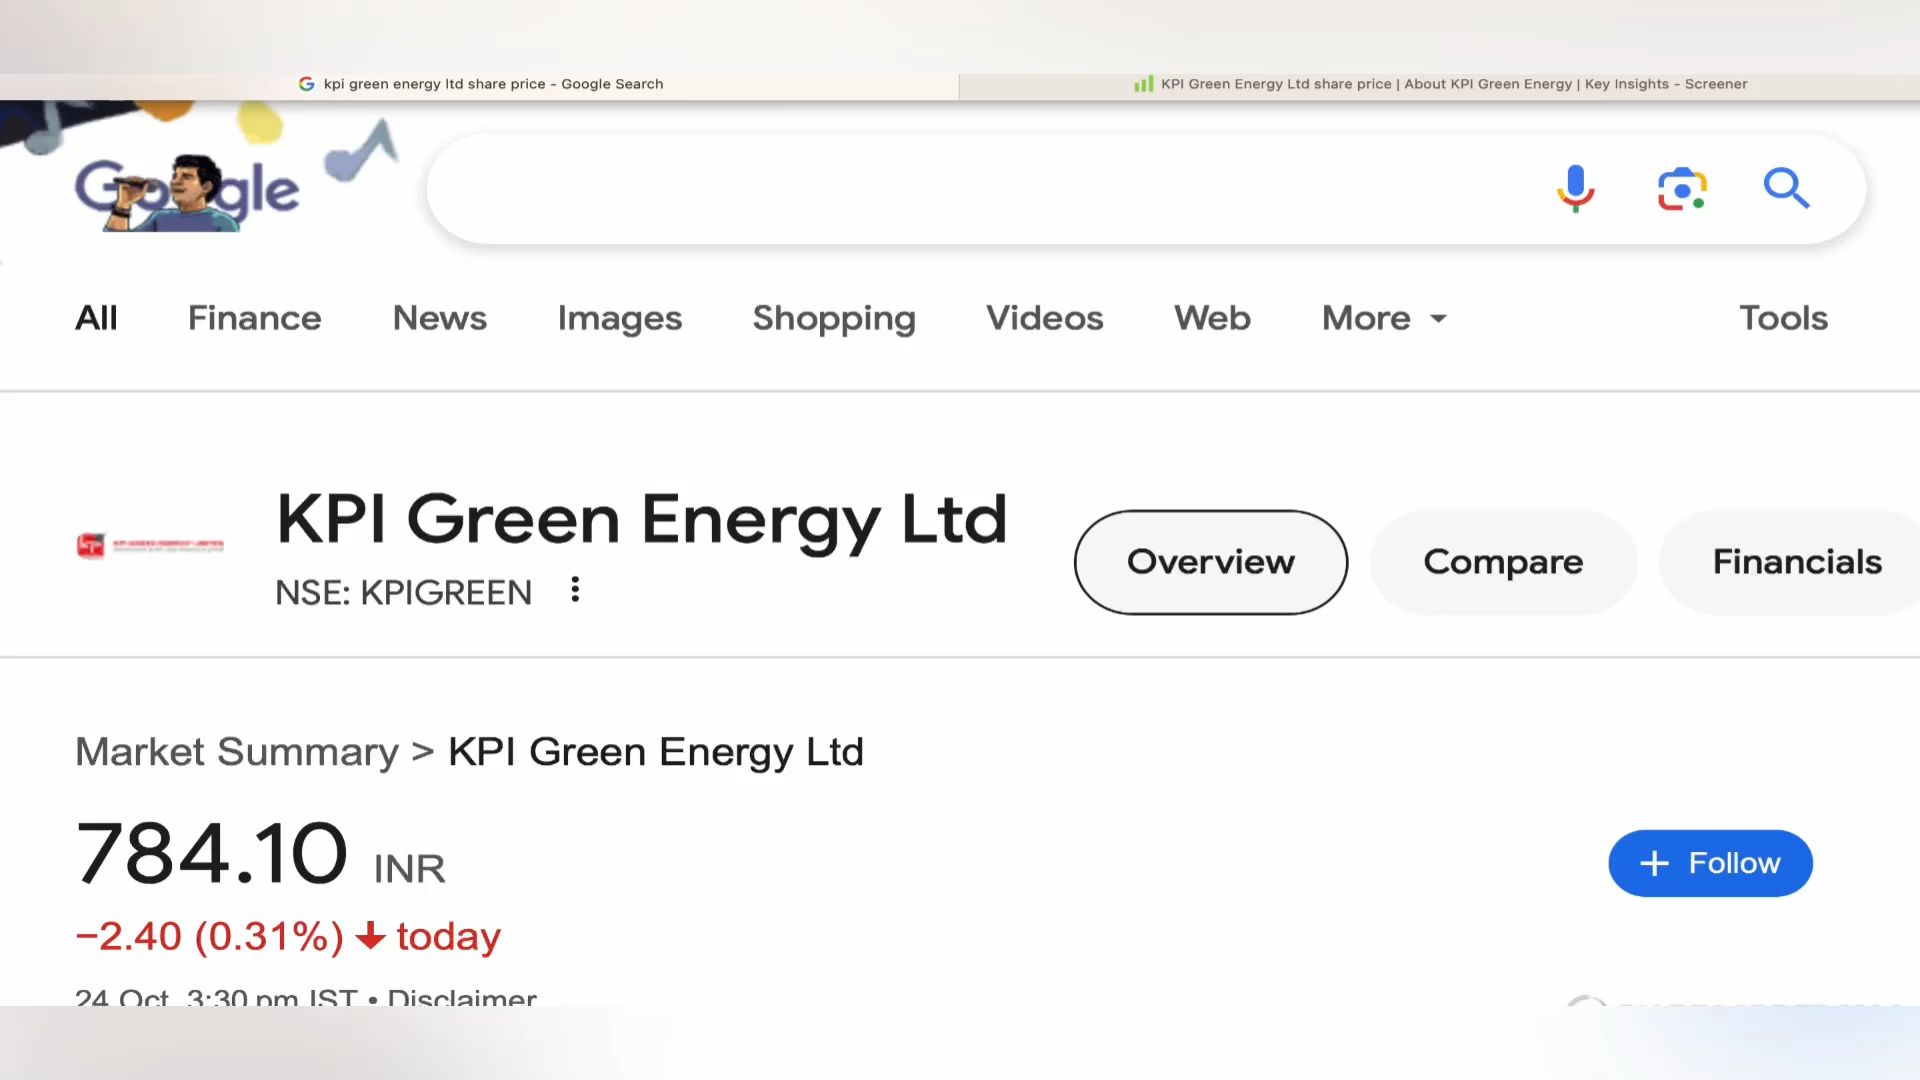 kpi green energy ltd share price - Google Search
KPI Green Energy Ltd share price | About KPI Green Energy | Key Insights - Screener
Google
All Finance News Images Shopping Videos Web More Tools
KPI Green Energy Ltd
NSE: KPIGREEN
Overview Compare Financials
Market Summary > KPI Green Energy Ltd
784.10 INR
+ Follow
−2.40 (0.31%) today
24 Oct, 3:30 pm IST • Disclaimer